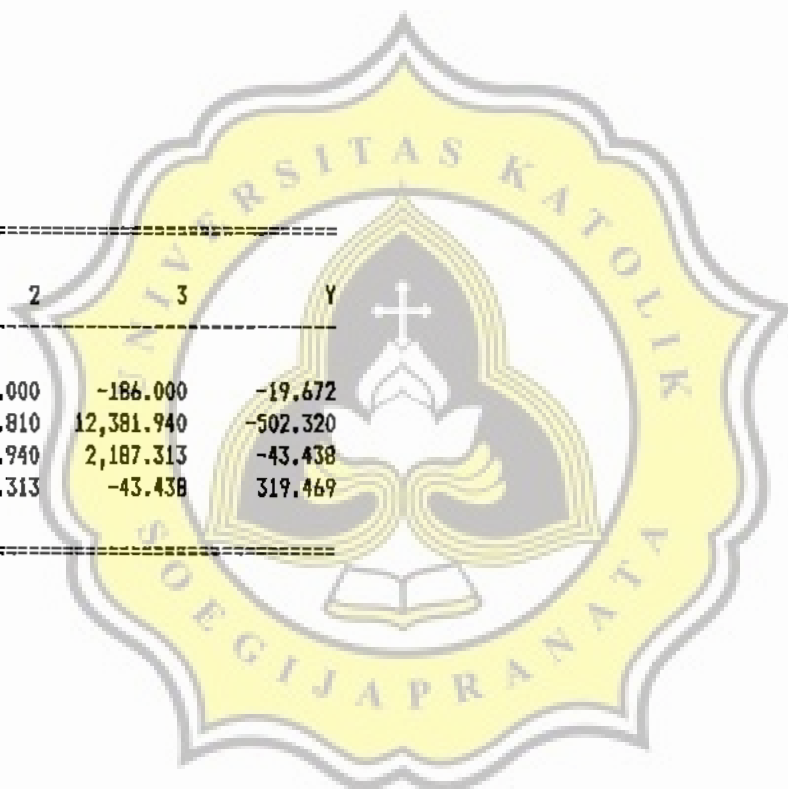 UNIVERSITAS KATOLIK
2 3 Y
.000 -186.000 -19.672
.810 12,381.940 -502.320
.940 2,187.313 -43.438
.313 -43.438 319.469
SOEGIJAPRANATA